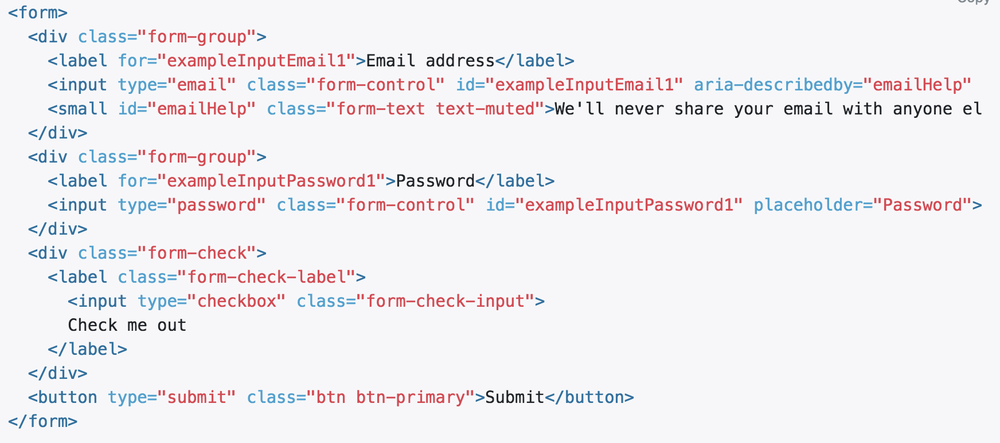 <form>
  <div class="form-group">
    <label for="exampleInputEmail1">Email address</label>
    <input type="email" class="form-control" id="exampleInputEmail1" aria-describedby="emailHelp"
    <small id="emailHelp" class="form-text text-muted">We'll never share your email with anyone el
  </div>
  <div class="form-group">
    <label for="exampleInputPassword1">Password</label>
    <input type="password" class="form-control" id="exampleInputPassword1" placeholder="Password">
  </div>
  <div class="form-check">
    <label class="form-check-label">
      <input type="checkbox" class="form-check-input">
      Check me out
    </label>
  </div>
  <button type="submit" class="btn btn-primary">Submit</button>
</form>